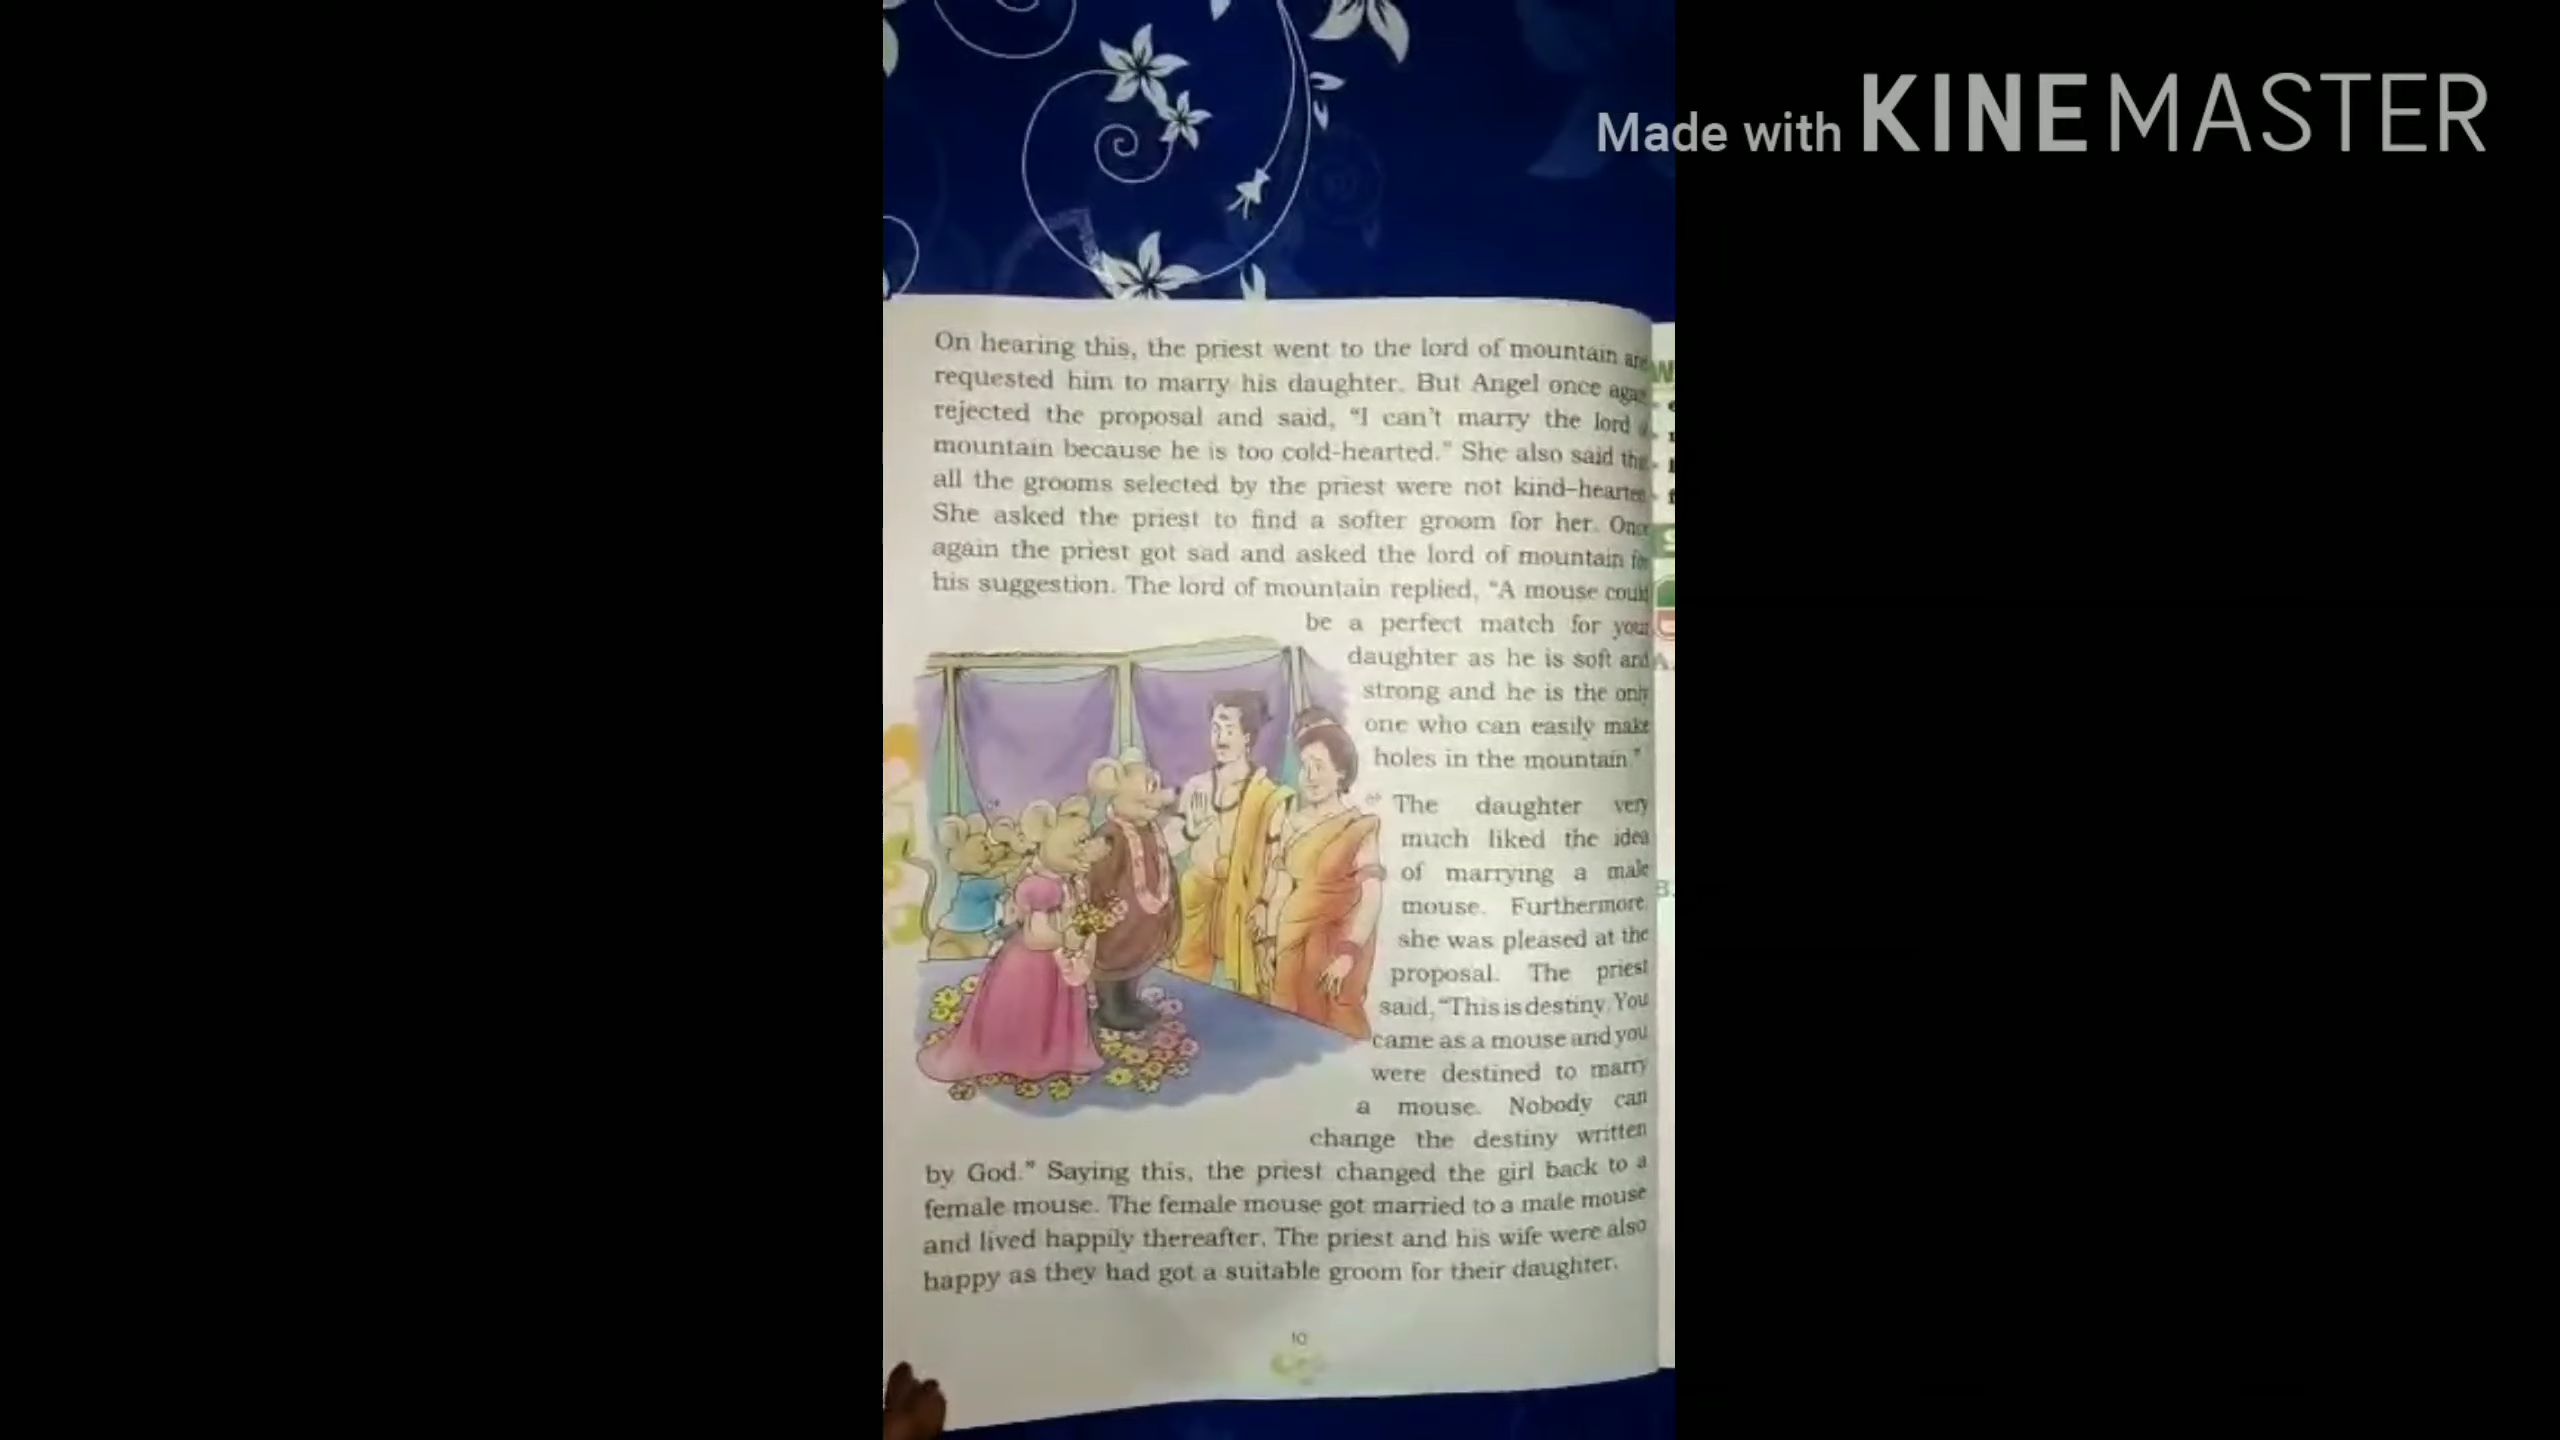 Made with KINEMASTER
On hearing this, the priest went to the lord of mountain and
requested him to marry his daughter. But Angel once again
rejected the proposal and said, “I can’t marry the lord
mountain because he is too cold-hearted.” She also said that
all the grooms selected by the priest were not kind-hearted
She asked the priest to find a softer groom for her. Once
again the priest got sad and asked the lord of mountain for
his suggestion. The lord of mountain replied, “A mouse could
be a perfect match for your
daughter as he is soft and
strong and he is the only
one who can easily make
holes in the mountain.”
The daughter very
much liked the idea
of marrying a male
mouse. Furthermore,
she was pleased at the
proposal. The priest
said, “This is destiny. You
came as a mouse and you
were destined to marry
a mouse. Nobody can
change the destiny written
by God.” Saying this, the priest changed the girl back to a
female mouse. The female mouse got married to a male mouse
and lived happily thereafter. The priest and his wife were also
happy as they had got a suitable groom for their daughter.
10